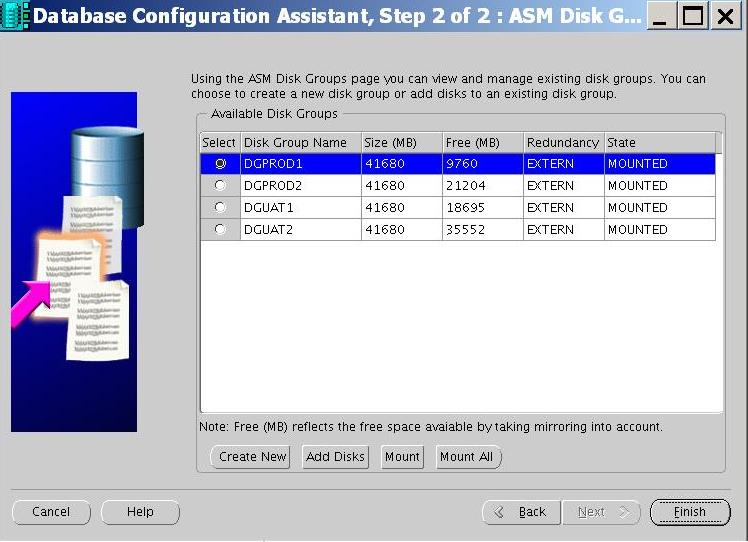 Database Configuration Assistant, Step 2 of 2 : ASM Disk G...
Using the ASM Disk Groups page you can view and manage existing disk groups. You can
choose to create a new disk group or add disks to an existing disk group.
Available Disk Groups
Select Disk Group Name Size (MB) Free (MB) Redundancy State
DGPROD1 41680 9760 EXTERN MOUNTED
DGPROD2 41680 21204 EXTERN MOUNTED
DGUAT1 41680 18695 EXTERN MOUNTED
DGUAT2 41680 35552 EXTERN MOUNTED
Note: Free (MB) reflects the free space avaiable by taking mirroring into account.
Create New Add Disks Mount Mount All
Cancel Help Back Next Finish